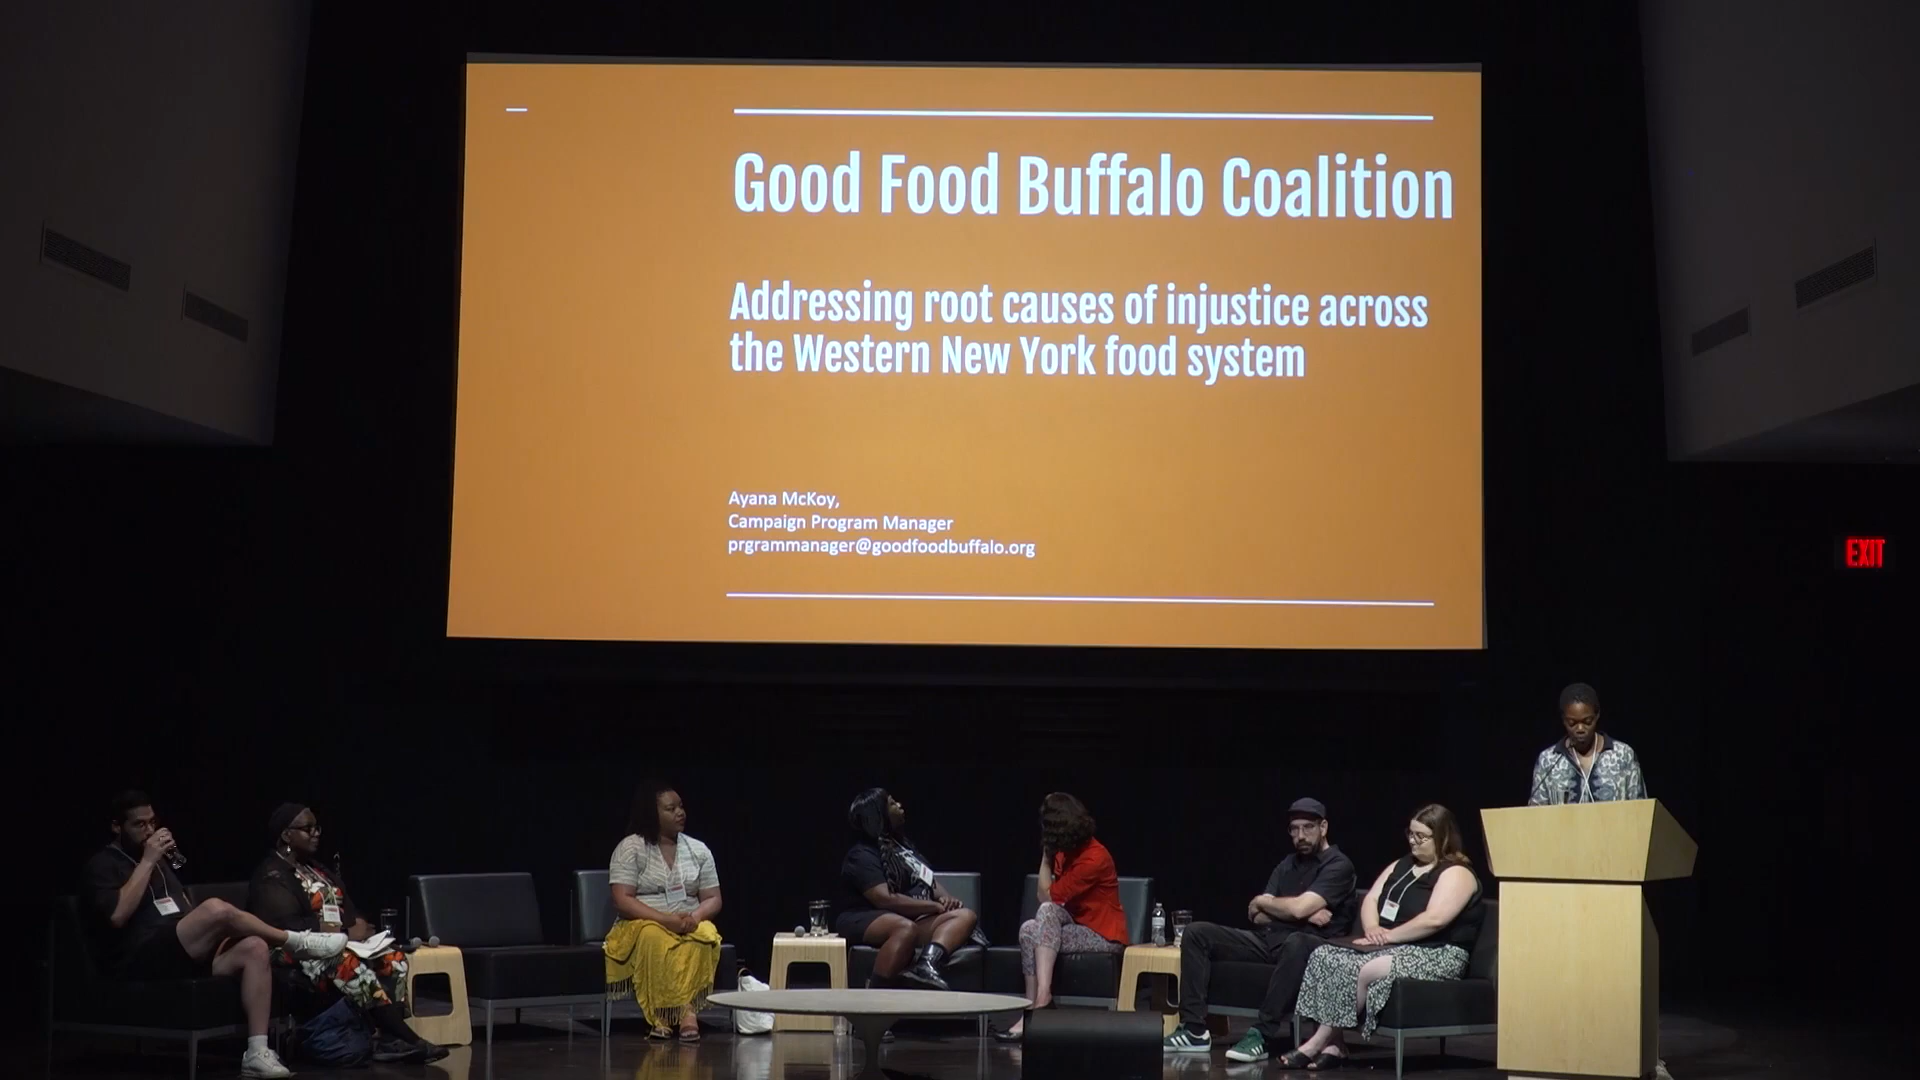 Good Food Buffalo Coalition
Addressing root causes of injustice across
the Western New York food system
Ayana McKoy,
Campaign Program Manager
prgrammanager@goodfoodbuffalo.org
EXIT